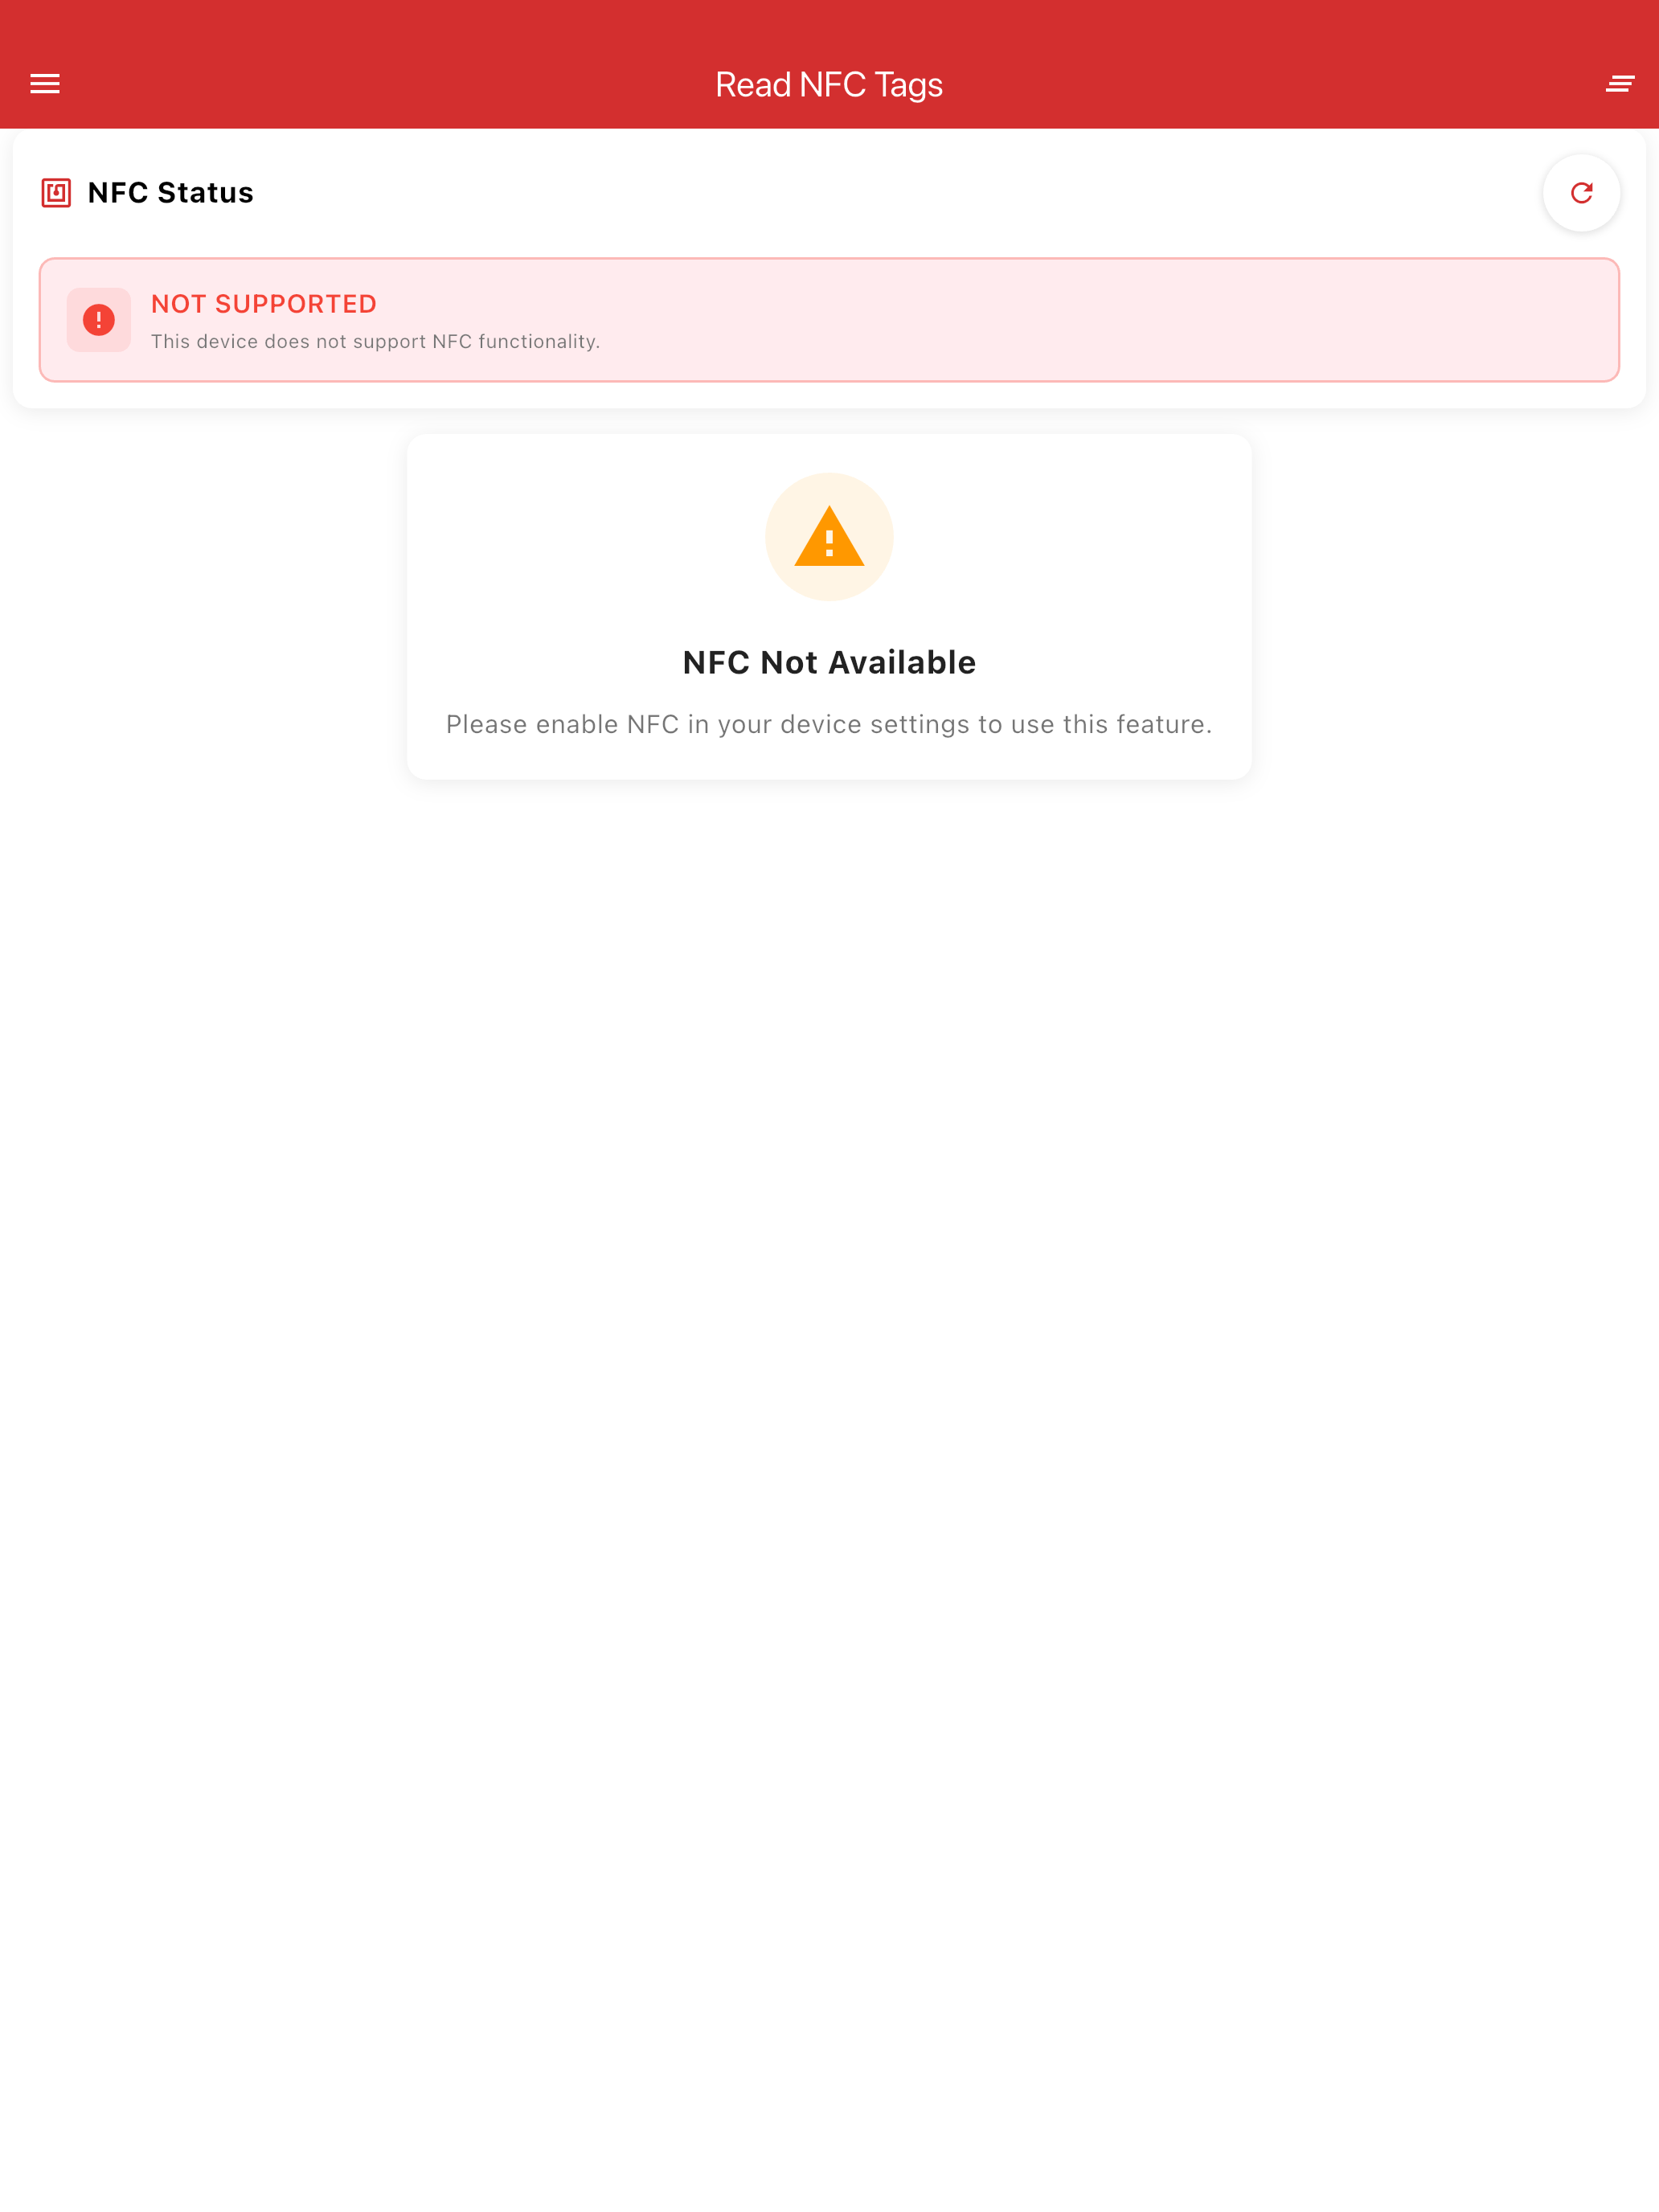 Read NFC Tags
NFC Status
NOT SUPPORTED
This device does not support NFC functionality.
NFC Not Available
Please enable NFC in your device settings to use this feature.